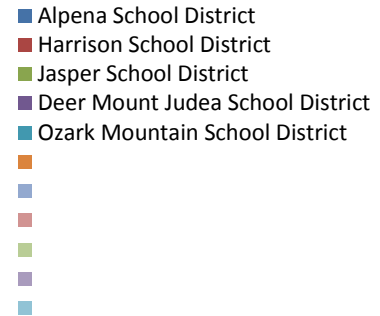 Alpena School District
Harrison School District
Jasper School District
Deer Mount Judea School District
Ozark Mountain School District